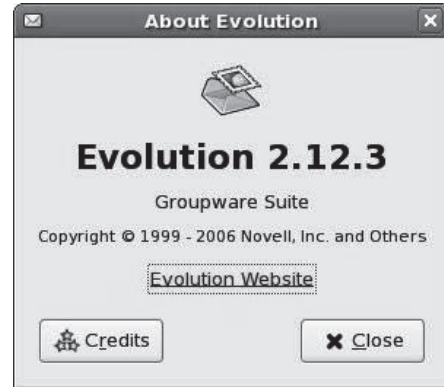 About Evolution
Evolution 2.12.3
Groupware Suite
Copyright © 1999 - 2006 Novell, Inc. and Others
Evolution Website
Credits
Close